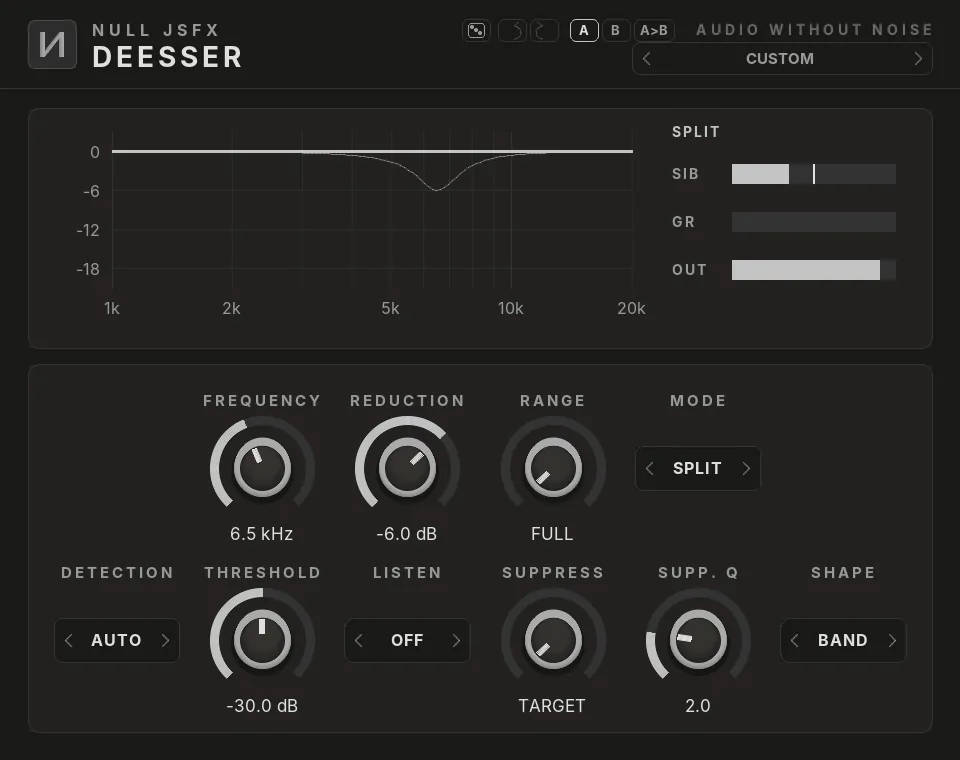 NULL JSFX
DEESSER
A B A>B
AUDIO WITHOUT NOISE
CUSTOM
SPLIT
0
-6
-12
-18
1k 2k 5k 10k 20k
SIB
GR
OUT
FREQUENCY REDUCTION RANGE MODE
SPLIT
6.5 kHz -6.0 dB FULL
DETECTION THRESHOLD LISTEN SUPPRESS SUPP. Q SHAPE
AUTO OFF BAND
-30.0 dB TARGET 2.0